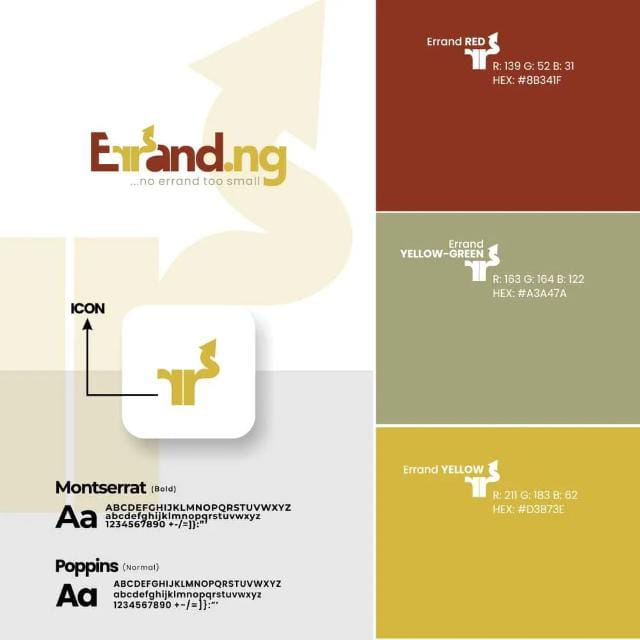 Errand.ng
...no errand too small
ICON
Montserrat (Bold)
Aa
ABCDEFGHIJKLMNOPQRSTUVWXYZ
abcdefghijklmnopqrstuvwxyz
1234567890 +-/=]}:"'
Poppins (Normal)
Aa
ABCDEFGHIJKLMNOPQRSTUVWXYZ
abcdefghijklmnopqrstuvwxyz
1234567890 +-/=]}:"'
Errand RED
R: 139 G: 52 B: 31
HEX: #8B341F
Errand
YELLOW-GREEN
R: 163 G: 164 B: 122
HEX: #A3A47A
Errand YELLOW
R: 211 G: 183 B: 62
HEX: #D3B73E